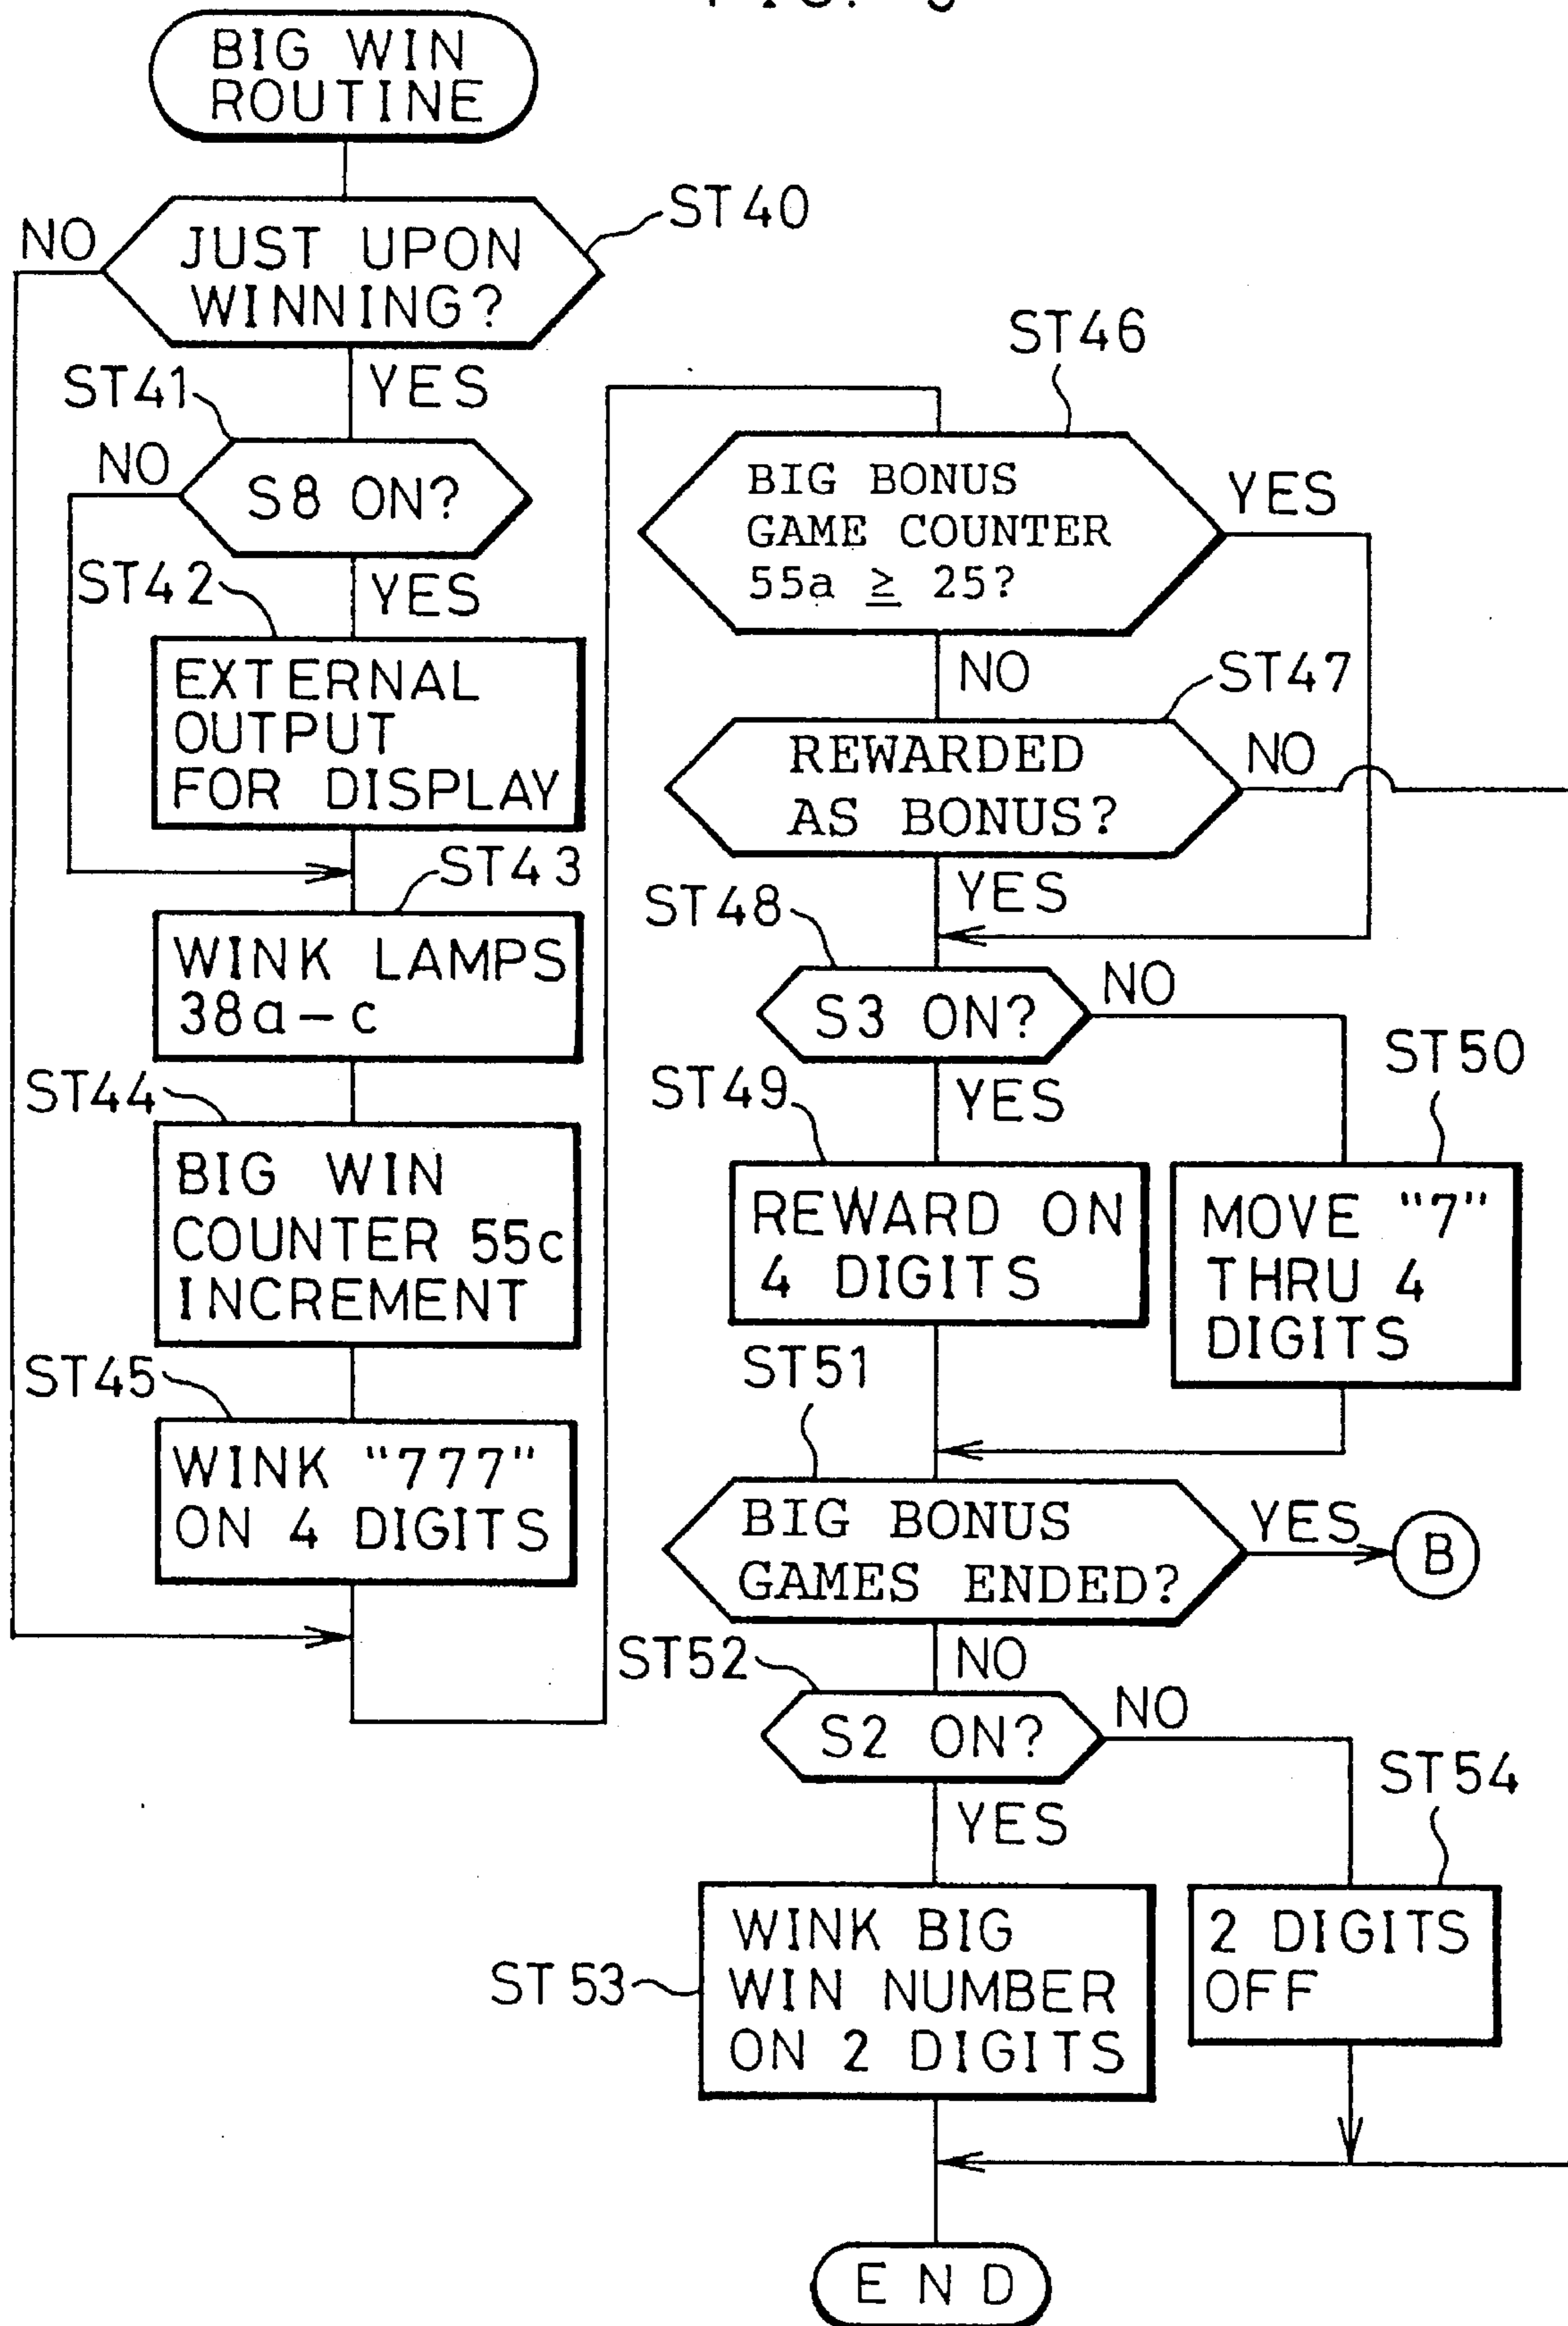 BIG WIN
ROUTINE
ST40
NO
JUST UPON
WINNING?
YES
ST41
NO
S8 ON?
ST42
YES
EXTERNAL
OUTPUT
FOR DISPLAY
ST43
WINK LAMPS
38a-c
ST44
BIG WIN
COUNTER 55c
INCREMENT
ST45
WINK "777"
ON 4 DIGITS
ST46
BIG BONUS
GAME COUNTER
55a ≥ 25?
YES
NO
ST47
REWARDED
AS BONUS?
NO
YES
ST48
S3 ON?
NO
ST49
YES
ST50
REWARD ON
4 DIGITS
MOVE "7"
THRU 4
DIGITS
ST51
BIG BONUS
GAMES ENDED?
YES
B
NO
ST52
S2 ON?
NO
YES
ST54
ST53
WINK BIG
WIN NUMBER
ON 2 DIGITS
2 DIGITS
OFF
END